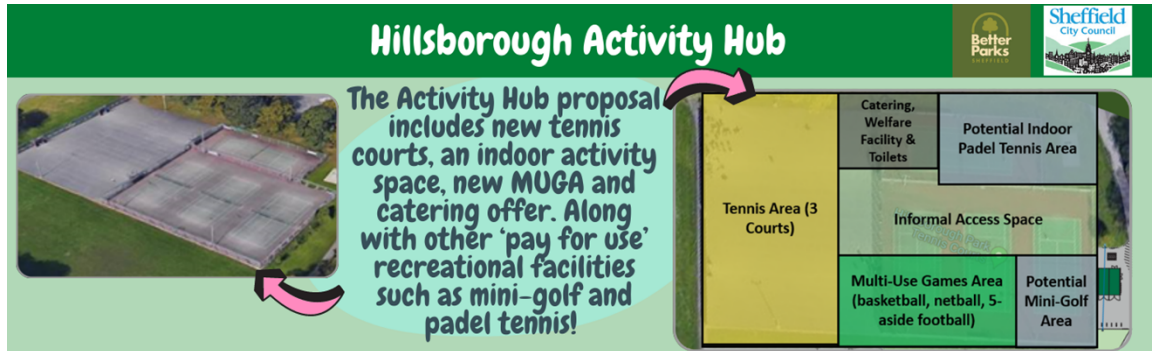 Hillsborough Activity Hub
Better
Parks
SHEFFIELD
Sheffield
City Council
The Activity Hub proposal
includes new tennis
courts, an indoor activity
space, new MUGA and
catering offer. Along
with other ‘pay for use’
recreational facilities
such as mini-golf and
padel tennis!
Tennis Area (3
Courts)
Catering,
Welfare
Facility &
Toilets
Potential Indoor
Padel Tennis Area
Informal Access Space
Multi-Use Games Area
(basketball, netball, 5-
aside football)
Potential
Mini-Golf
Area